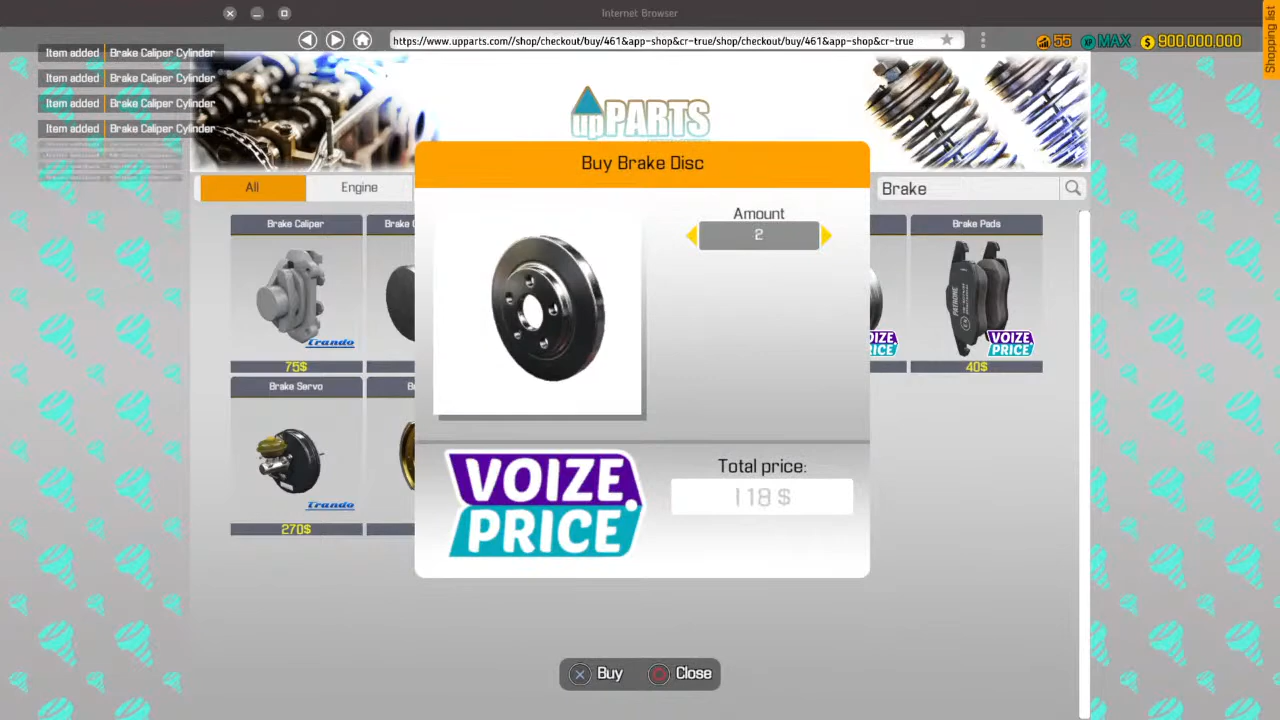 Internet Browser
https://www.upparts.com//shop/checkout/buy/461&app-shop&cr-true/shop/checkout/buy/461&app-shop&cr-true
55
XP MAX
$ 900,000,000
Shopping list
Item added Brake Caliper Cylinder
Item added Brake Caliper Cylinder
Item added Brake Caliper Cylinder
Item added Brake Caliper Cylinder
upPARTS
Buy Brake Disc
All
Engine
Brake
Amount
2
Brake Caliper
Brake
Brake Pads
Trando
PATRONE
VOIZE.
PRICE
75$
40$
Brake Servo
Trando
270$
VOIZE.
PRICE
Total price:
118 $
Buy
Close